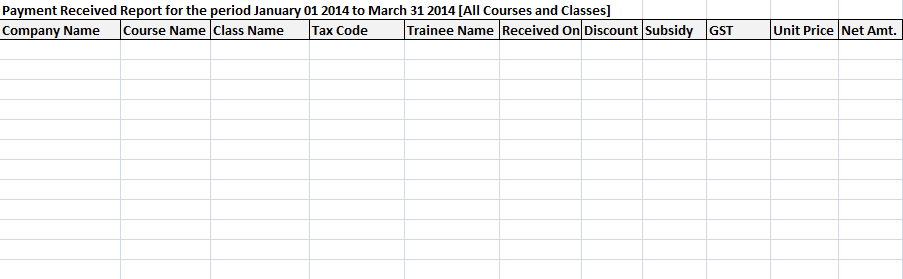 Payment Received Report for the period January 01 2014 to March 31 2014 [All Courses and Classes]
Company Name Course Name Class Name Tax Code Trainee Name Received On Discount Subsidy GST Unit Price Net Amt.